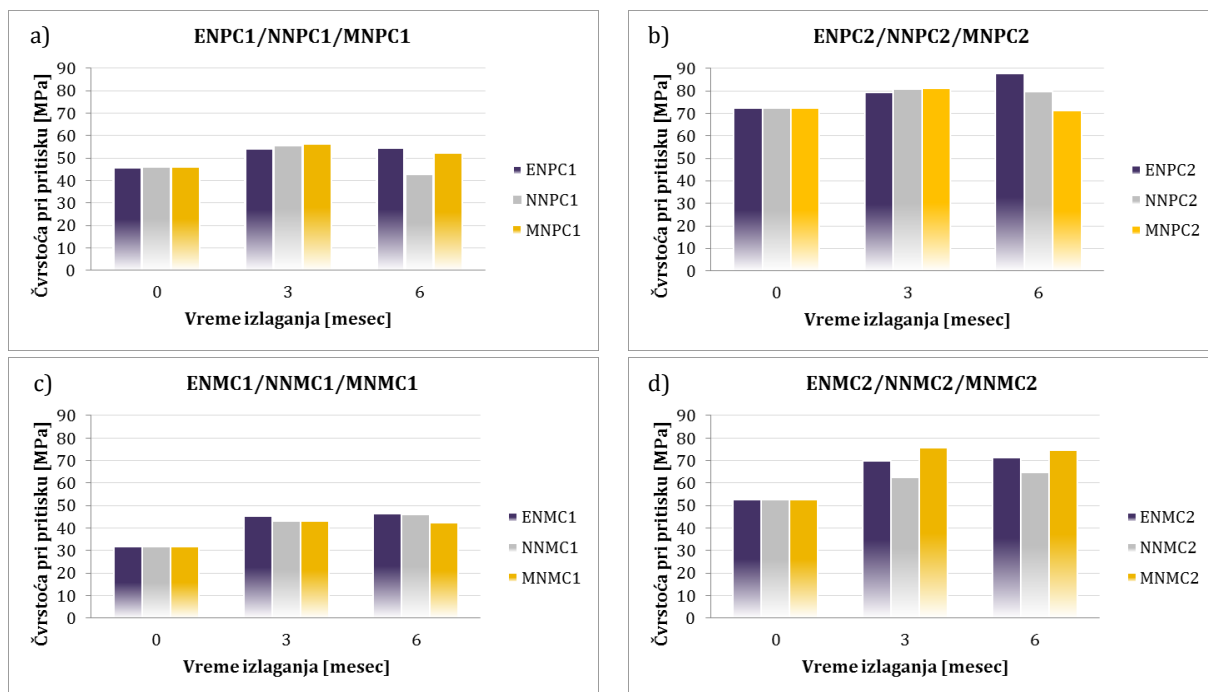 a) ENPC1/NNPC1/MNPC1
Čvrstoća pri pritisku [MPa]
90
80
70
60
50
40
30
20
10
0
0 3 6
Vreme izlaganja [mesec]
ENPC1
NNPC1
MNPC1
b) ENPC2/NNPC2/MNPC2
Čvrstoća pri pritisku [MPa]
90
80
70
60
50
40
30
20
10
0
0 3 6
Vreme izlaganja [mesec]
ENPC2
NNPC2
MNPC2
c) ENMC1/NNMC1/MNMC1
Čvrstoća pri pritisku [MPa]
90
80
70
60
50
40
30
20
10
0
0 3 6
Vreme izlaganja [mesec]
ENMC1
NNMC1
MNMC1
d) ENMC2/NNMC2/MNMC2
Čvrstoća pri pritisku [MPa]
90
80
70
60
50
40
30
20
10
0
0 3 6
Vreme izlaganja [mesec]
ENMC2
NNMC2
MNMC2